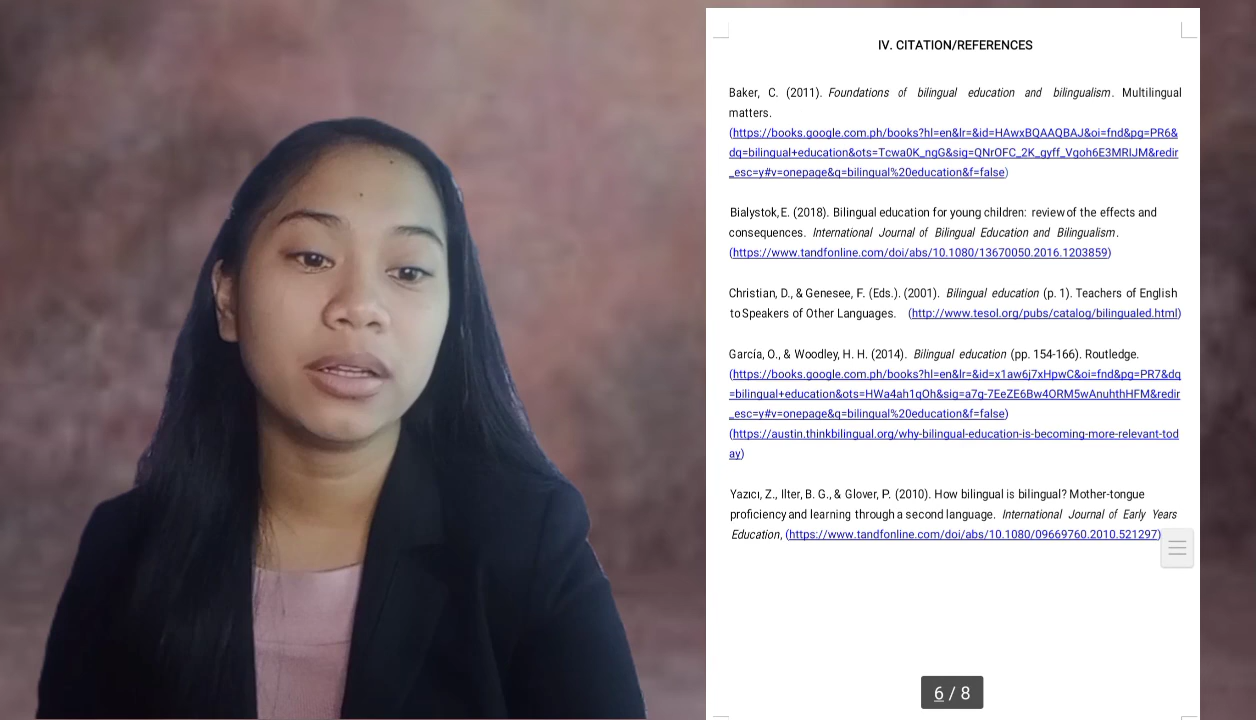 IV. CITATION/REFERENCES
Baker, C. (2011). Foundations of bilingual education and bilingualism. Multilingual
matters.
(https://books.google.com.ph/books?hl=en&lr=&id=HAwxBQAAQBAJ&oi=fnd&pg=PR6&
dq=bilingual+education&ots=Tcwa0K_ngG&sig=QNrOFC_2K_gyff_Vgoh6E3MRIJM&redir
_esc=y#v=onepage&q=bilingual%20education&f=false)
Bialystok, E. (2018). Bilingual education for young children: review of the effects and
consequences. International Journal of Bilingual Education and Bilingualism.
(https://www.tandfonline.com/doi/abs/10.1080/13670050.2016.1203859)
Christian, D., & Genesee, F. (Eds.). (2001). Bilingual education (p. 1). Teachers of English
to Speakers of Other Languages. (http://www.tesol.org/pubs/catalog/bilingualed.html)
García, O., & Woodley, H. H. (2014). Bilingual education (pp. 154-166). Routledge.
(https://books.google.com.ph/books?hl=en&lr=&id=x1aw6j7xHpwC&oi=fnd&pg=PR7&dq
=bilingual+education&ots=HWa4ah1gOh&sig=a7g-7EeZE6Bw4ORM5wAnuhthHFM&redir
_esc=y#v=onepage&q=bilingual%20education&f=false)
(https://austin.thinkbilingual.org/why-bilingual-education-is-becoming-more-relevant-tod
ay)
Yazıcı, Z., Ilter, B. G., & Glover, P. (2010). How bilingual is bilingual? Mother-tongue
proficiency and learning through a second language. International Journal of Early Years
Education, (https://www.tandfonline.com/doi/abs/10.1080/09669760.2010.521297)
6 / 8